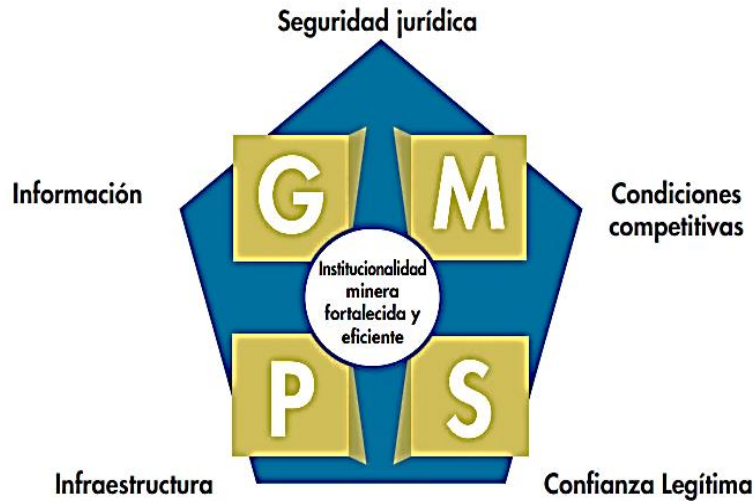 Seguridad jurídica
G M
Información
Condiciones
competitivas
Institucionalidad
minera
fortalecida y
eficiente
P S
Infraestructura
Confianza Legítima